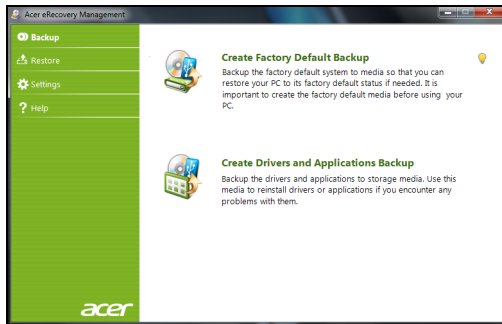 Acer eRecovery Management
Backup
Restore
Settings
Help
Create Factory Default Backup
Backup the factory default system to media so that you can
restore your PC to its factory default status if needed. It is
important to create the factory default media before using your
PC.
Create Drivers and Applications Backup
Backup the drivers and applications to storage media. Use this
media to reinstall drivers or applications if you encounter any
problems with them.
acer